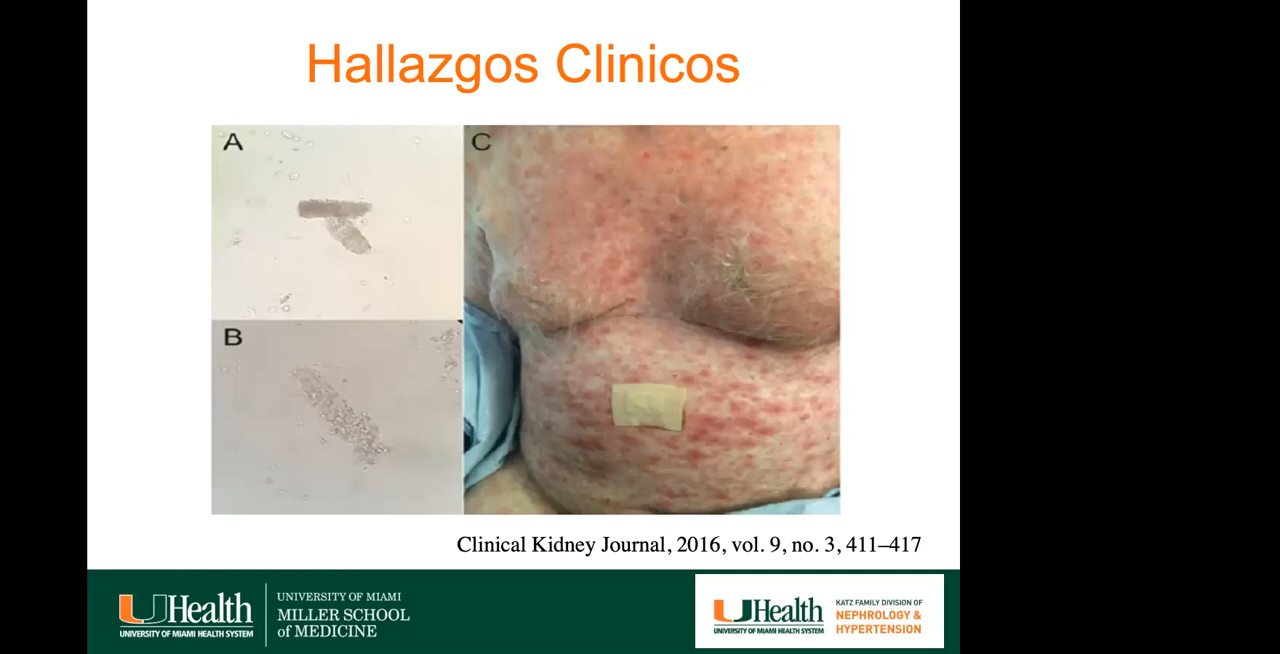 Hallazgos Clinicos
A
C
B
Clinical Kidney Journal, 2016, vol. 9, no. 3, 411–417
UHealth
UNIVERSITY OF MIAMI HEALTH SYSTEM
UNIVERSITY OF MIAMI
MILLER SCHOOL
of MEDICINE
UHealth
UNIVERSITY OF MIAMI HEALTH SYSTEM
KATZ FAMILY DIVISION OF
NEPHROLOGY &
HYPERTENSION